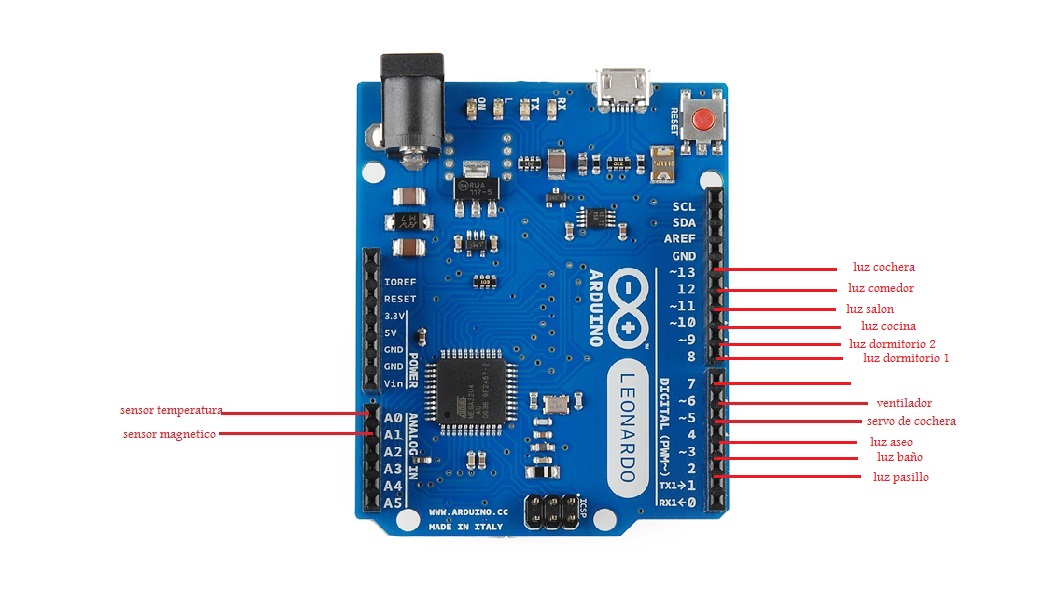 ON
L
TX
RX
RESET
SCL
SDA
AREF
GND
~13
luz cochera
12
luz comedor
~11
luz salon
~10
luz cocina
~9
luz dormitorio 2
8
luz dormitorio 1
IOREF
RESET
3.3V
5V
GND
GND
Vin
POWER
ARDUINO
LEONARDO
DIGITAL (PWM~)
7
~6
ventilador
~5
servo de cochera
4
luz aseo
~3
luz baño
2
luz pasillo
TX1→1
RX1←0
sensor temperatura
A0
sensor magnetico
A1
A2
A3
A4
A5
ANALOG IN
ICSP
WWW.ARDUINO.CC
MADE IN ITALY